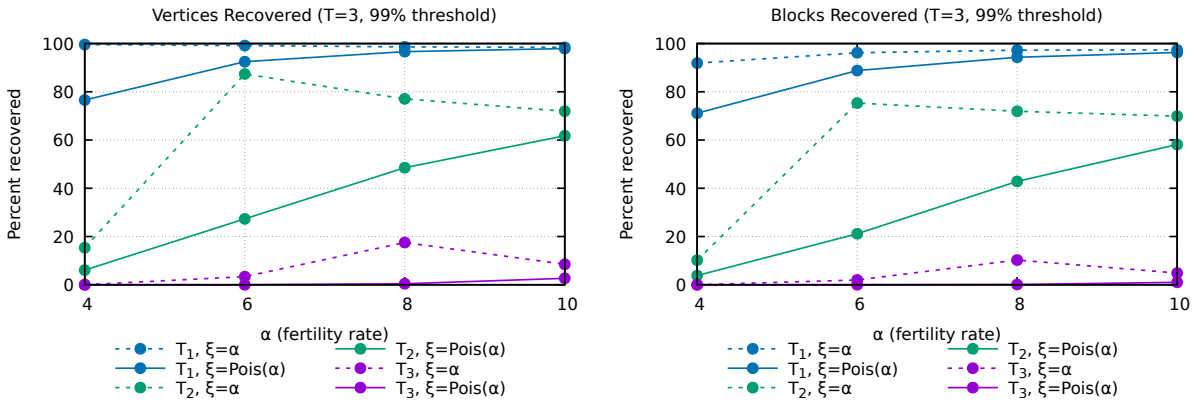 Vertices Recovered (T=3, 99% threshold)
Percent recovered
100
80
60
40
20
0
4
6
8
10
α (fertility rate)
T₁, ξ=α
T₁, ξ=Pois(α)
T₂, ξ=α
T₂, ξ=Pois(α)
T₃, ξ=α
T₃, ξ=Pois(α)
Blocks Recovered (T=3, 99% threshold)
Percent recovered
100
80
60
40
20
0
4
6
8
10
α (fertility rate)
T₁, ξ=α
T₁, ξ=Pois(α)
T₂, ξ=α
T₂, ξ=Pois(α)
T₃, ξ=α
T₃, ξ=Pois(α)